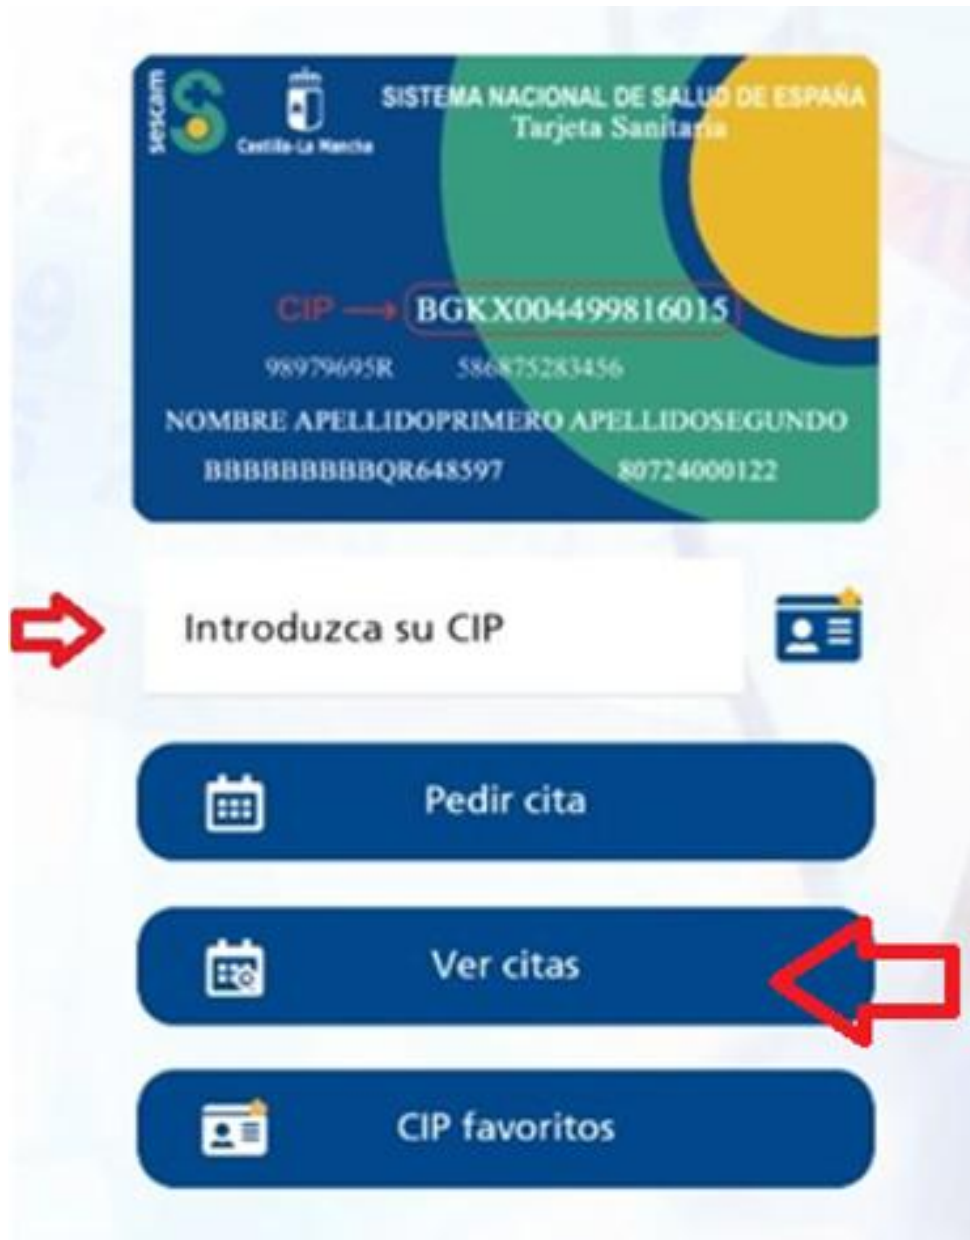 sescam
Castilla-La Mancha
SISTEMA NACIONAL DE SALUD DE ESPAÑA
Tarjeta Sanitaria
CIP → BGKX004499816015
98979695R 586875283456
NOMBRE APELLIDOPRIMERO APELLIDOSEGUNDO
BBBBBBBBBQR648597 80724000122
Introduzca su CIP
Pedir cita
Ver citas
CIP favoritos